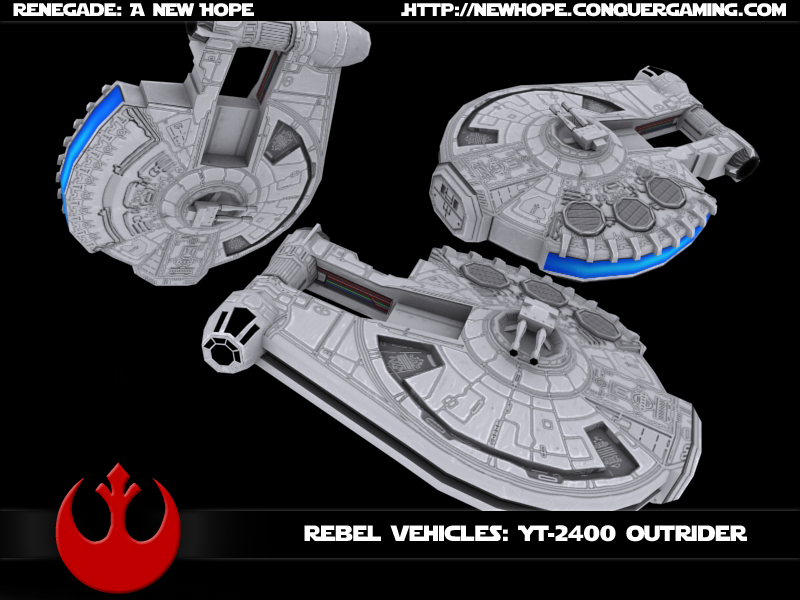 RENEGADE: A NEW HOPE
.HTTP://NEWHOPE.CONQUERGAMING.COM
REBEL VEHICLES: YT-2400 OUTRIDER